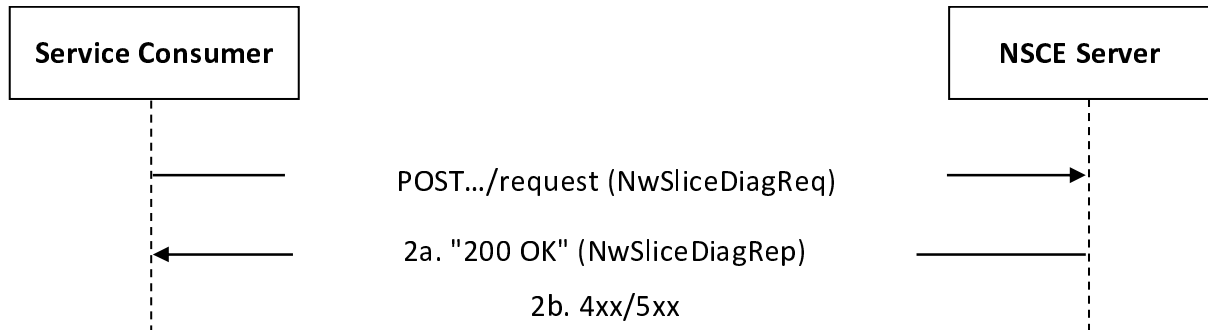 Service Consumer
NSCE Server
POST…/request (NwSliceDiagReq)
2a. "200 OK" (NwSliceDiagRep)
2b. 4xx/5xx